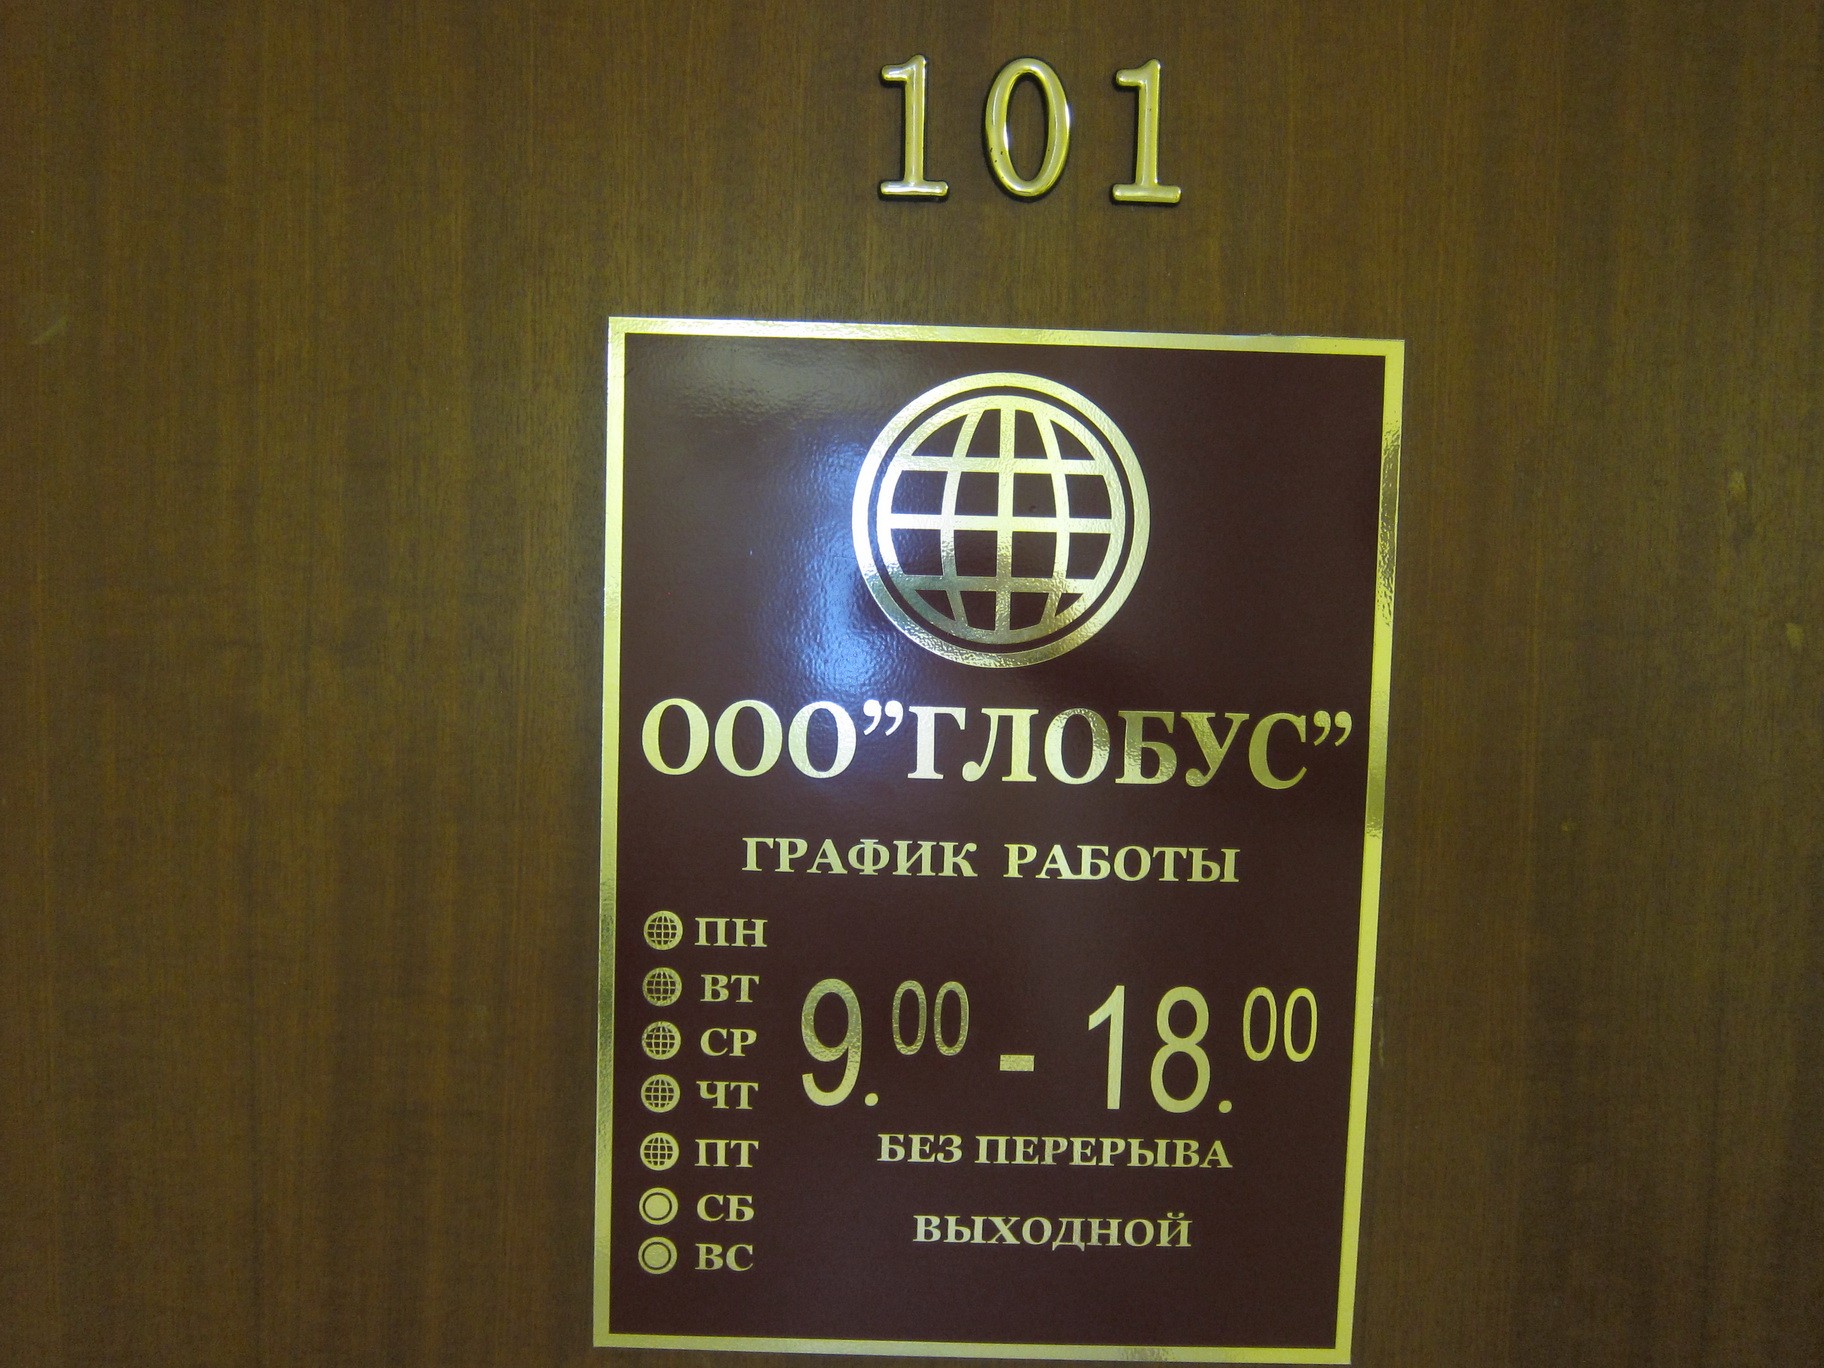 101
ООО”ГЛОБУС”
ГРАФИК РАБОТЫ
ПН
ВТ
СР
ЧТ
ПТ
СБ
ВС
9.00 - 18.00
БЕЗ ПЕРЕРЫВА
ВЫХОДНОЙ